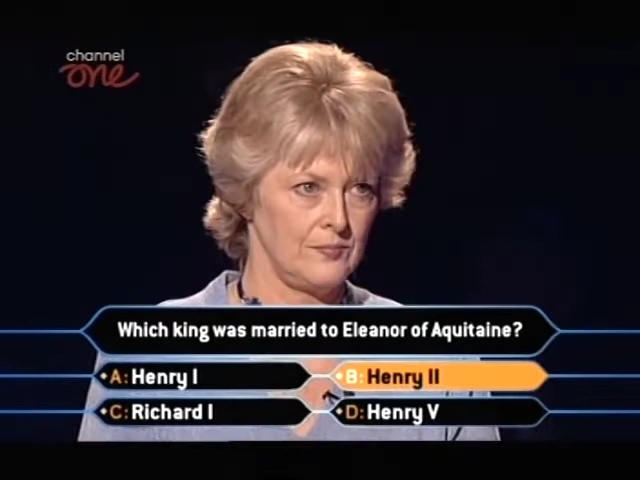 channel
one
Which king was married to Eleanor of Aquitaine?
A: Henry I
B: Henry II
C: Richard I
D: Henry V